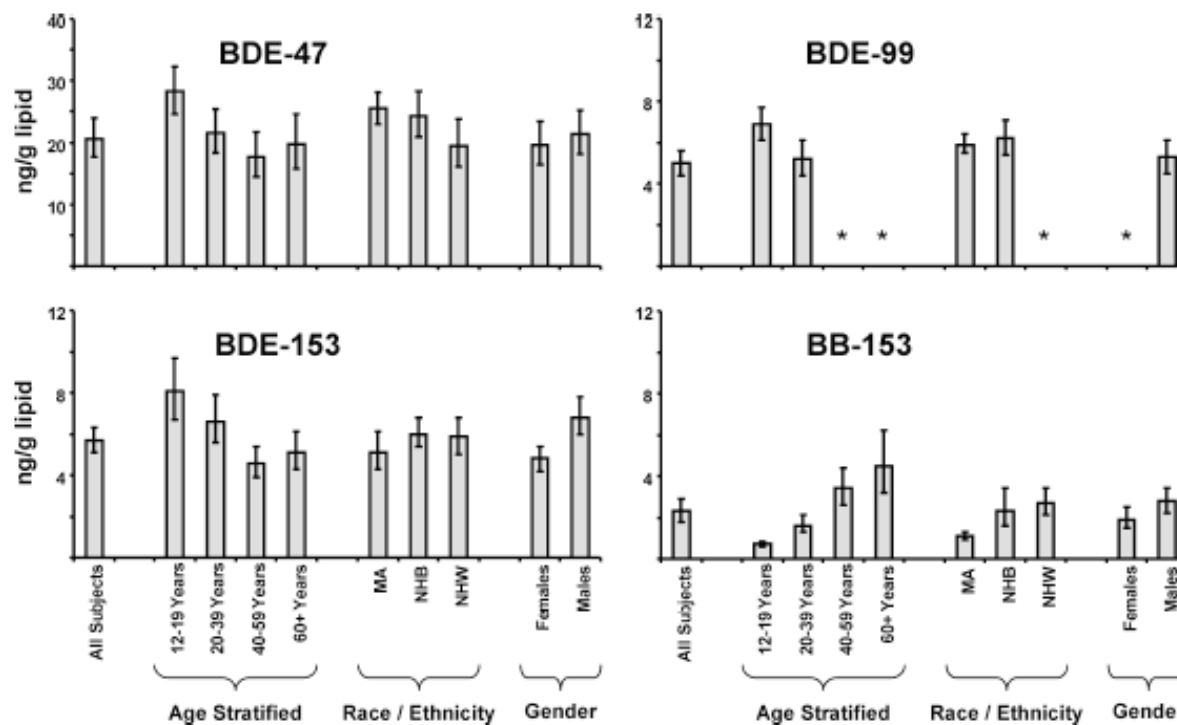 BDE-47
ng/g lipid
40
30
20
10
BDE-99
12
8
4
* * * *
BDE-153
ng/g lipid
12
8
4
BB-153
12
8
4
All Subjects
12-19 Years
20-39 Years
40-59 Years
60+ Years
MA
NHB
NHW
Females
Males
Age Stratified
Race / Ethnicity
Gender
All Subjects
12-19 Years
20-39 Years
40-59 Years
60+ Years
MA
NHB
NHW
Females
Males
Age Stratified
Race / Ethnicity
Gende